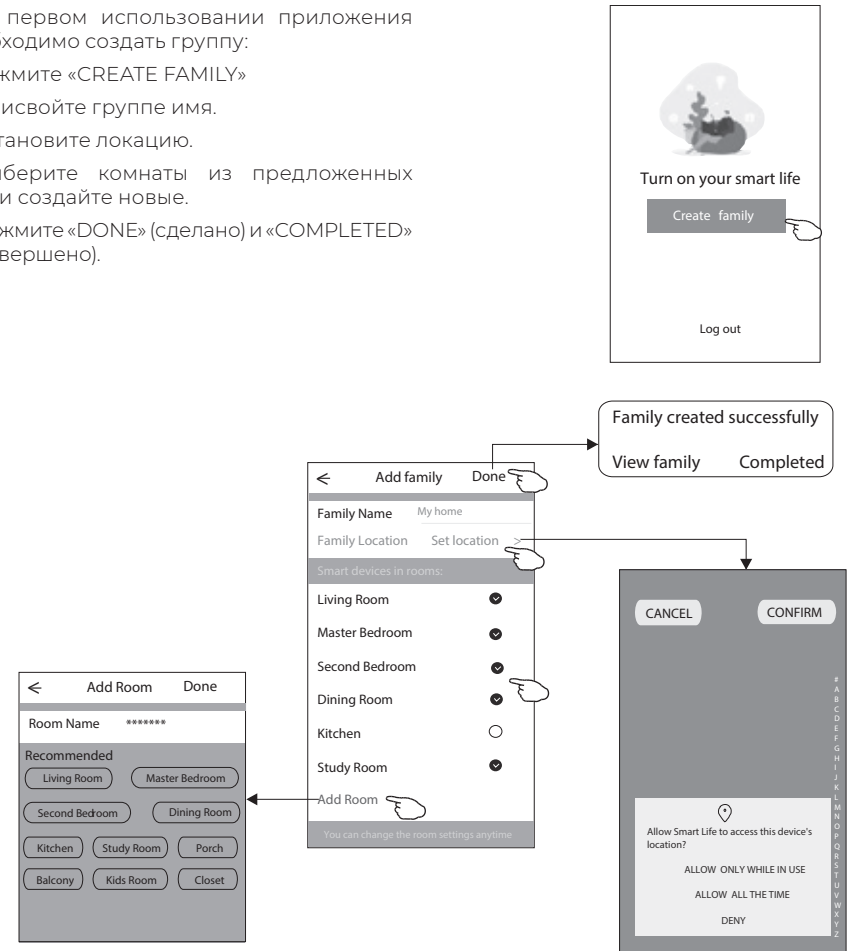 первом использовании приложения
бходимо создать группу:
жмите «CREATE FAMILY»
исвойте группе имя.
тановите локацию.
берите комнаты из предложенных
и создайте новые.
жмите «DONE» (сделано) и «COMPLETED»
вершено).
Turn on your smart life
Create family
Log out
Family created successfully
View family Completed
Add family Done
Family Name My home
Family Location Set location >
Smart devices in rooms:
Living Room
Master Bedroom
Second Bedroom
Dining Room
Kitchen
Study Room
Add Room
You can change the room settings anytime
Add Room Done
Room Name *******
Recommended
Living Room Master Bedroom
Second Bedroom Dining Room
Kitchen Study Room Porch
Balcony Kids Room Closet
CANCEL CONFIRM
Allow Smart Life to access this device's
location?
ALLOW ONLY WHILE IN USE
ALLOW ALL THE TIME
DENY
#
A
B
C
D
E
F
G
H
I
J
K
L
M
N
O
P
Q
R
S
T
U
V
W
X
Y
Z